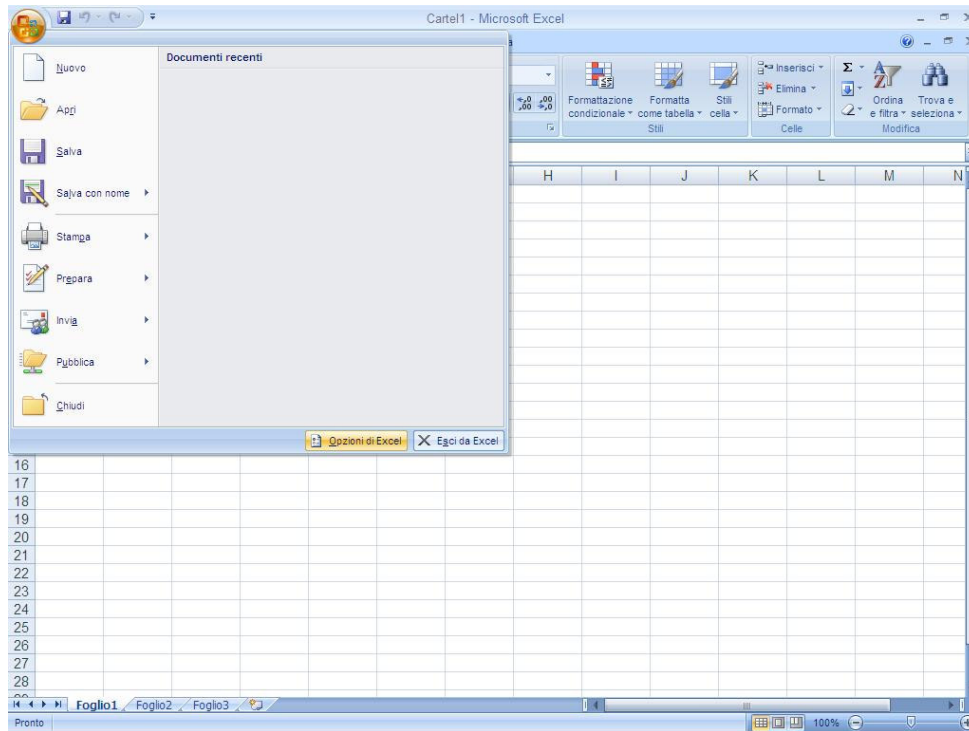 Cartel1 - Microsoft Excel
Documenti recenti
Nuovo
Apri
Salva
Salva con nome
Stampa
Prepara
Invia
Pubblica
Chiudi
Opzioni di Excel
Esci da Excel
Formattazione condizionale
Formatta come tabella
Stili cella
Stili
Inserisci
Elimina
Formato
Celle
Σ
Ordina e filtra
Trova e seleziona
Modifica
H I J K L M N
16
17
18
19
20
21
22
23
24
25
26
27
28
Foglio1 Foglio2 Foglio3
Pronto
100%